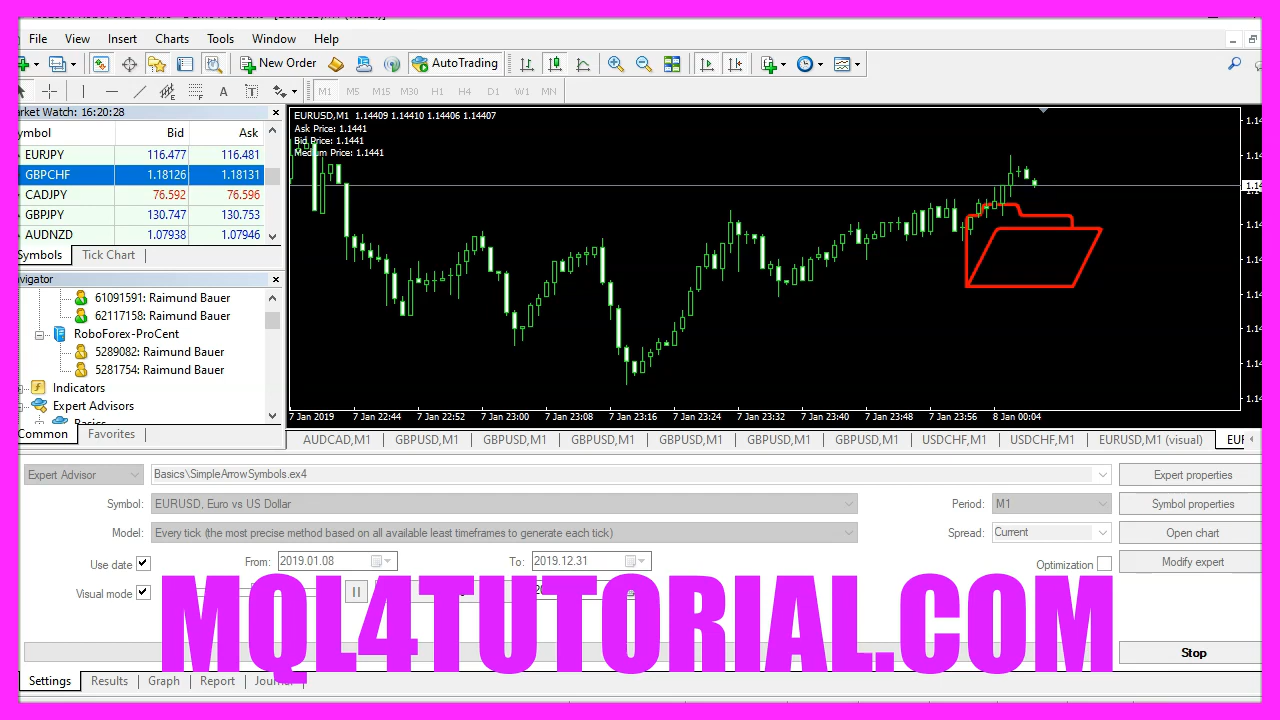 File View Insert Charts Tools Window Help
New Order AutoTrading
M1 M5 M15 M30 H1 H4 D1 W1 MN
arket Watch: 16:20:28
ymbol Bid Ask
EURJPY 116.477 116.481
GBPCHF 1.18126 1.18131
CADJPY 76.592 76.596
GBPJPY 130.747 130.753
AUDNZD 1.07938 1.07946
Symbols Tick Chart
avigator
61091591: Raimund Bauer
62117158: Raimund Bauer
RoboForex-ProCent
5289082: Raimund Bauer
5281754: Raimund Bauer
Indicators
Expert Advisors
Basics
Common Favorites
EURUSD,M1 1.14409 1.14410 1.14406 1.14407
Ask Price: 1.1441
Bid Price: 1.1441
Medium Price: 1.1441
7 Jan 2019 7 Jan 22:44 7 Jan 22:52 7 Jan 23:00 7 Jan 23:08 7 Jan 23:16 7 Jan 23:24 7 Jan 23:32 7 Jan 23:40 7 Jan 23:48 7 Jan 23:56 8 Jan 00:04
AUDCAD,M1 GBPUSD,M1 GBPUSD,M1 GBPUSD,M1 GBPUSD,M1 GBPUSD,M1 GBPUSD,M1 USDCHF,M1 USDCHF,M1 EURUSD,M1 (visual) EUR
Expert Advisor Basics\SimpleArrowSymbols.ex4 Expert properties
Symbol: EURUSD, Euro vs US Dollar Period: M1 Symbol properties
Model: Every tick (the most precise method based on all available least timeframes to generate each tick) Spread: Current Open chart
Use date From: 2019.01.08 To: 2019.12.31 Optimization Modify expert
Visual mode
MQL4TUTORIAL.COM
Stop
Settings Results Graph Report